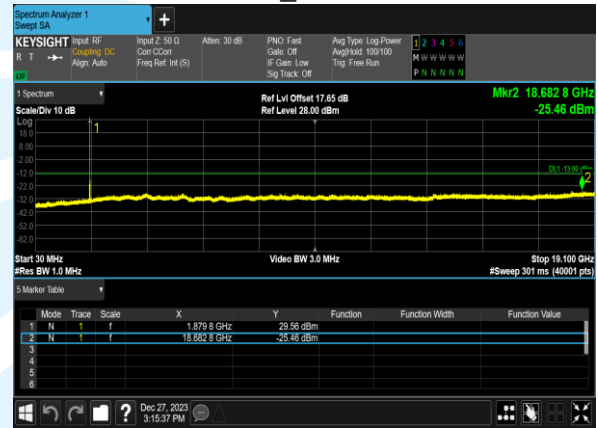 Spectrum Analyzer 1
Swept SA
+
KEYSIGHT Input: RF Input Z: 50 Ω Atten: 30 dB PNO: Fast Avg Type: Log-Power 1 2 3 4 5 6
R T Coupling: DC Corr CCorr Gate: Off Avg|Hold: 100/100 M W W W W W
Align: Auto Freq Ref: Int (S) IF Gain: Low Trig: Free Run P N N N N N
Sig Track: Off
LXI
1 Spectrum Ref Lvl Offset 17.65 dB Mkr2 18.682 8 GHz
Scale/Div 10 dB Ref Level 28.00 dBm -25.46 dBm
Log
18.0
8.00
-2.00
-12.0
-22.0
-32.0
-42.0
-52.0
-62.0
1
DL1 -13.00 dBm
2
Start 30 MHz Video BW 3.0 MHz Stop 19.100 GHz
#Res BW 1.0 MHz #Sweep 301 ms (40001 pts)
5 Marker Table
Mode Trace Scale X Y Function Function Width Function Value
1 N 1 f 1.879 8 GHz 29.56 dBm
2 N 1 f 18.682 8 GHz -25.46 dBm
3
4
5
6
? Dec 27, 2023
3:15:37 PM